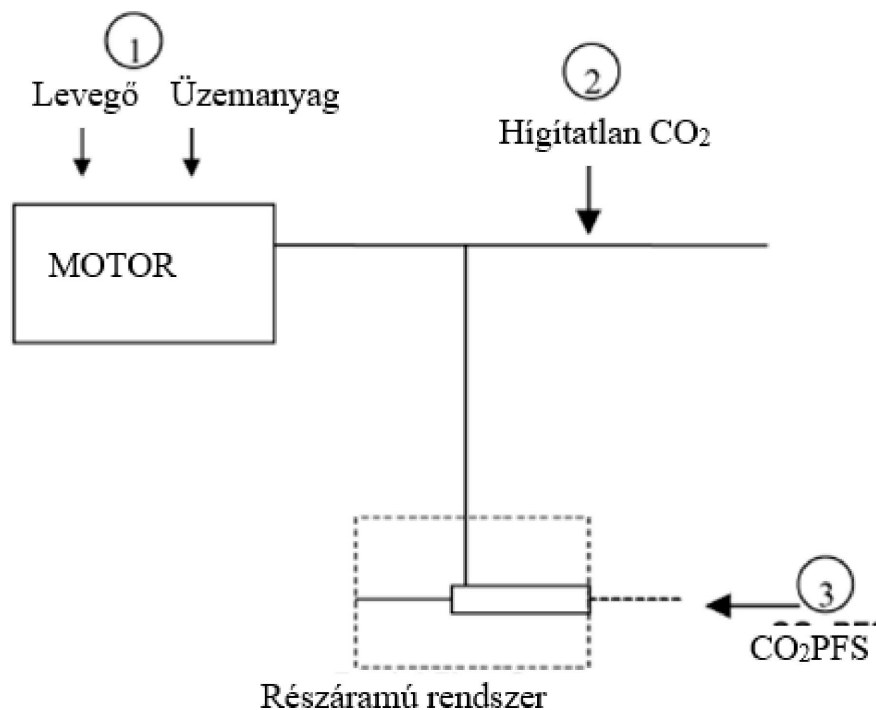 1
Levegő Üzemanyag
2
Hígítatlan CO₂
MOTOR
3
CO₂PFS
Részáramú rendszer